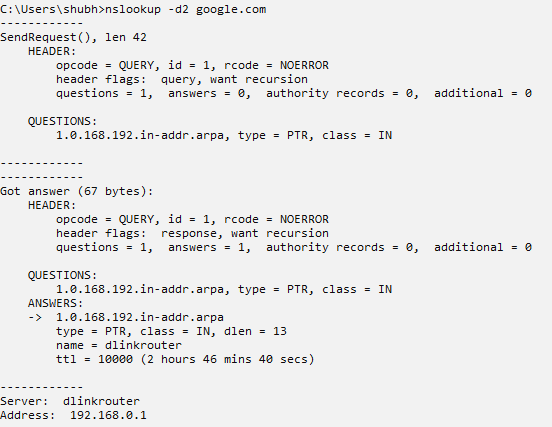 C:\Users\shubh>nslookup -d2 google.com
------------
SendRequest(), len 42
    HEADER:
        opcode = QUERY, id = 1, rcode = NOERROR
        header flags:  query, want recursion
        questions = 1,  answers = 0,  authority records = 0,  additional = 0

    QUESTIONS:
        1.0.168.192.in-addr.arpa, type = PTR, class = IN

------------
------------
Got answer (67 bytes):
    HEADER:
        opcode = QUERY, id = 1, rcode = NOERROR
        header flags:  response, want recursion
        questions = 1,  answers = 1,  authority records = 0,  additional = 0

    QUESTIONS:
        1.0.168.192.in-addr.arpa, type = PTR, class = IN
    ANSWERS:
    ->  1.0.168.192.in-addr.arpa
        type = PTR, class = IN, dlen = 13
        name = dlinkrouter
        ttl = 10000 (2 hours 46 mins 40 secs)

------------
Server:  dlinkrouter
Address:  192.168.0.1